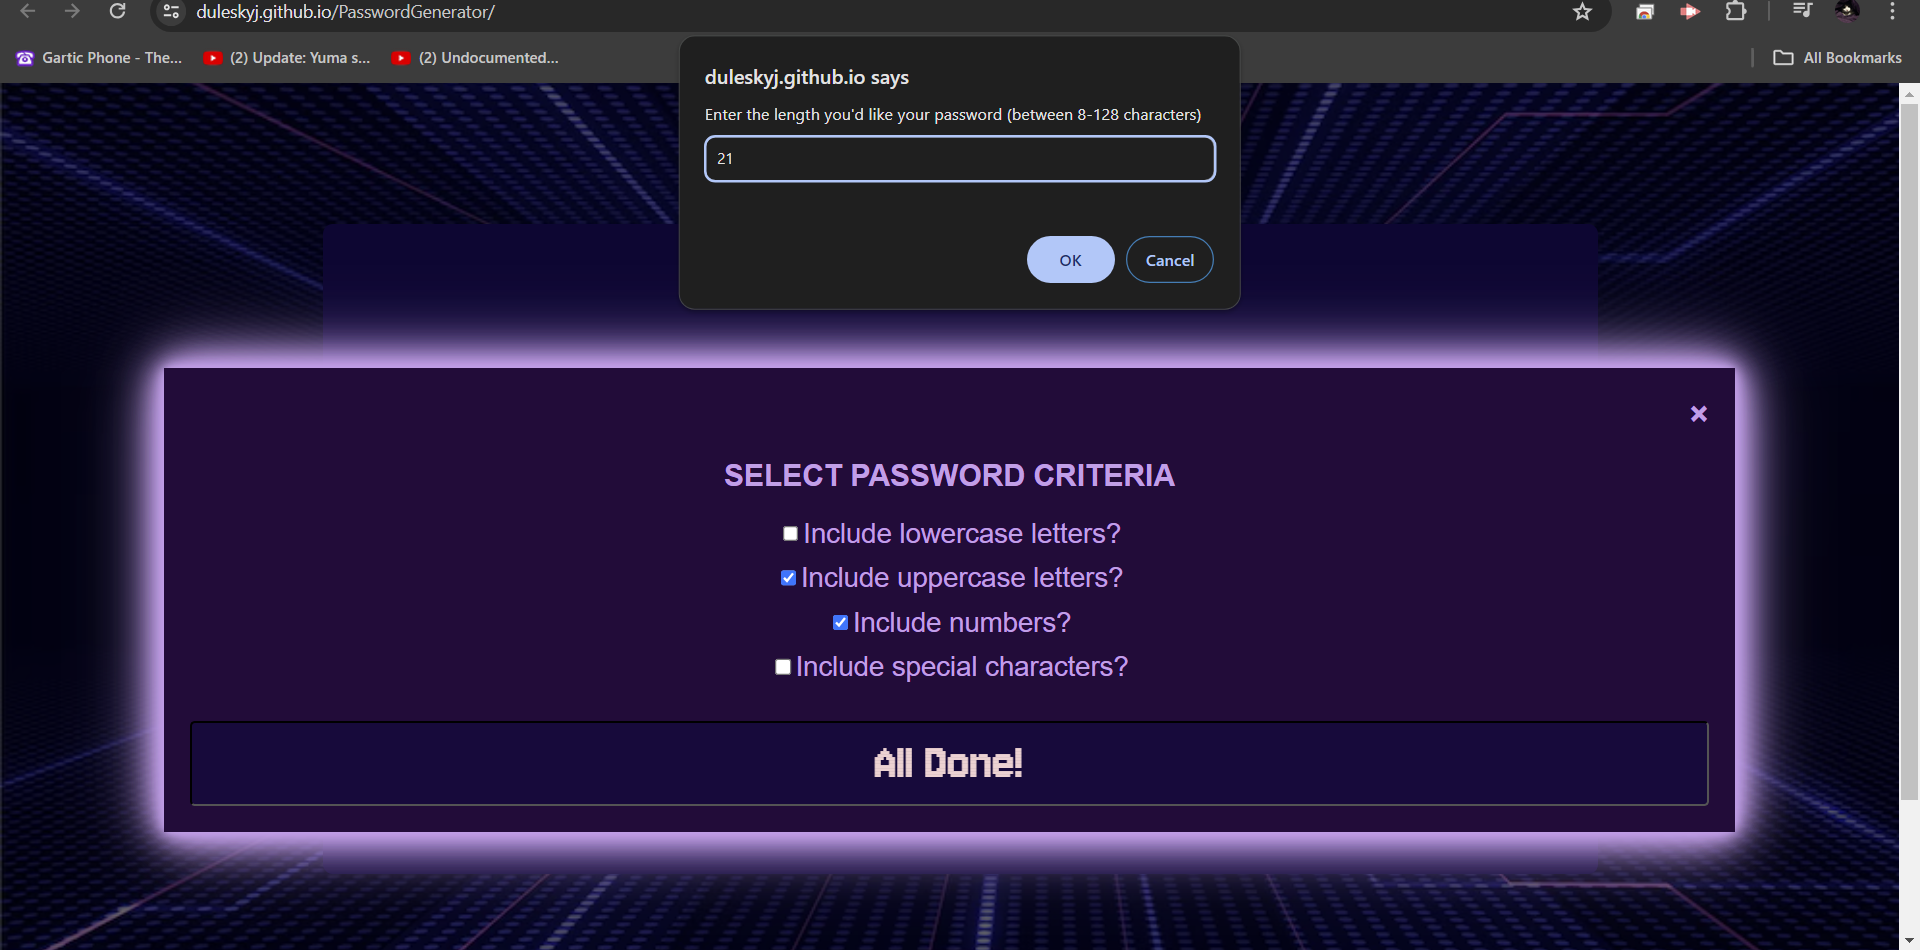 duleskyj.github.io/PasswordGenerator/
Gartic Phone - The... (2) Update: Yuma s... (2) Undocumented... All Bookmarks
duleskyj.github.io says
Enter the length you'd like your password (between 8-128 characters)
21
OK Cancel
×
SELECT PASSWORD CRITERIA
Include lowercase letters?
Include uppercase letters?
Include numbers?
Include special characters?
All Done!